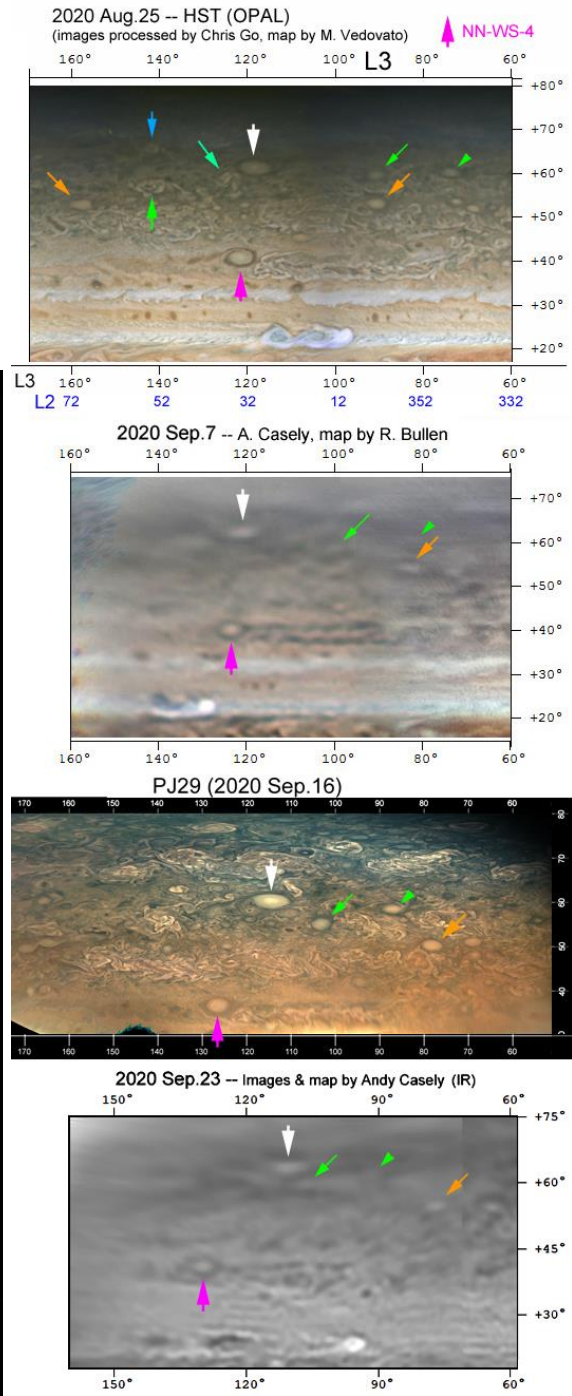 2020 Aug.25 -- HST (OPAL)
(images processed by Chris Go, map by M. Vedovato)
NN-WS-4
L3
160° 140° 120° 100° 80° 60°
+80°
+70°
+60°
+50°
+40°
+30°
+20°
L3 160° 140° 120° 100° 80° 60°
L2 72 52 32 12 352 332
2020 Sep.7 -- A. Casely, map by R. Bullen
160° 140° 120° 100° 80° 60°
+70°
+60°
+50°
+40°
+30°
+20°
160° 140° 120° 100° 80° 60°
PJ29 (2020 Sep.16)
170 160 150 140 130 120 110 100 90 80 70 60
80
70
60
50
40
170 160 150 140 130 120 110 100 90 80 70 60
2020 Sep.23 -- Images & map by Andy Casely (IR)
150° 120° 90° 60°
+75°
+60°
+45°
+30°
150° 120° 90° 60°